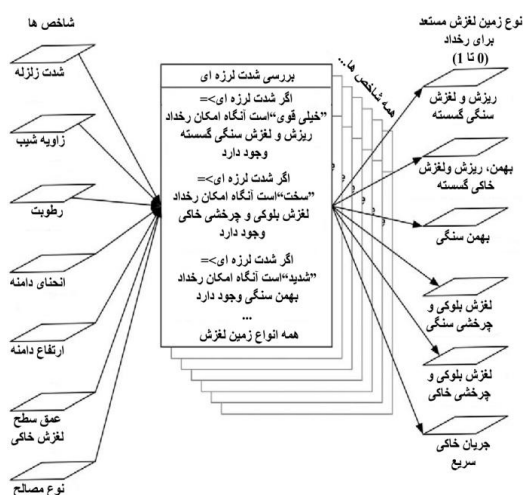 شاخص ها
شدت زلزله
زاویه شیب
رطوبت
انحنای دامنه
ارتفاع دامنه
عمق سطح
لغزش خاکی
نوع مصالح
بررسی شدت لرزه ای
اگر شدت لرزه ای>=
"خیلی قوی"است آنگاه امکان رخداد
ریزش و لغزش سنگی گسسته
وجود دارد
اگر شدت لرزه ای>=
"سخت"است آنگاه امکان رخداد
لغزش بلوکی و چرخشی خاکی
وجود دارد
اگر شدت لرزه ای>=
"شدید"است آنگاه امکان رخداد
بهمن سنگی وجود دارد
...
همه انواع زمین لغزش
همه شاخص ها...
نوع زمین لغزش مستعد
برای رخداد
(0 تا 1)
ریزش و لغزش
سنگی گسسته
بهمن، ریزش ولغزش
خاکی گسسته
بهمن سنگی
لغزش بلوکی و
چرخشی سنگی
لغزش بلوکی و
چرخشی خاکی
جریان خاکی
سریع